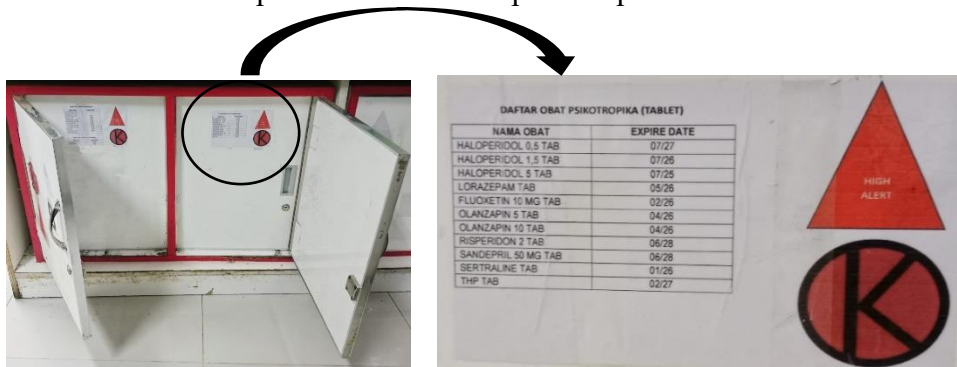 DAFTAR OBAT PSIKOTROPIKA (TABLET)
NAMA OBAT EXPIRE DATE
HALOPERIDOL 0,5 TAB 07/27
HALOPERIDOL 1,5 TAB 07/26
HALOPERIDOL 5 TAB 07/25
LORAZEPAM TAB 05/26
FLUOXETIN 10 MG TAB 02/26
OLANZAPIN 5 TAB 04/26
OLANZAPIN 10 TAB 04/26
RISPERIDON 2 TAB 06/28
SANDEPRIL 50 MG TAB 06/28
SERTRALINE TAB 01/26
THP TAB 02/27
HIGH
ALERT
K